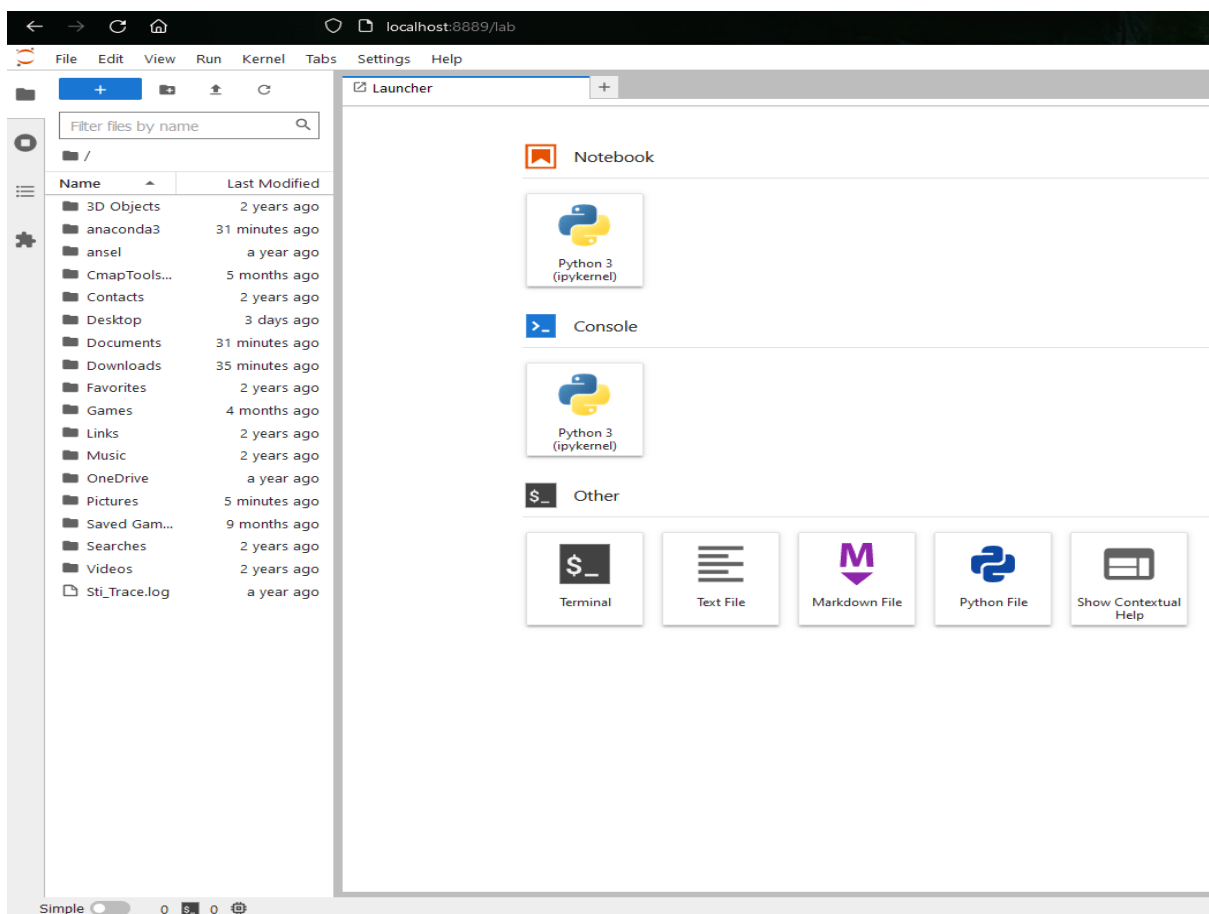 localhost:8889/lab
File Edit View Run Kernel Tabs Settings Help
+
Launcher
+
Filter files by name
/
Name Last Modified
3D Objects 2 years ago
anaconda3 31 minutes ago
ansel a year ago
CmapTools... 5 months ago
Contacts 2 years ago
Desktop 3 days ago
Documents 31 minutes ago
Downloads 35 minutes ago
Favorites 2 years ago
Games 4 months ago
Links 2 years ago
Music 2 years ago
OneDrive a year ago
Pictures 5 minutes ago
Saved Gam... 9 months ago
Searches 2 years ago
Videos 2 years ago
Sti_Trace.log a year ago
Notebook
Python 3
(ipykernel)
>_ Console
Python 3
(ipykernel)
$_ Other
$_
M
Terminal Text File Markdown File Python File Show Contextual
Help
Simple 0 $_ 0